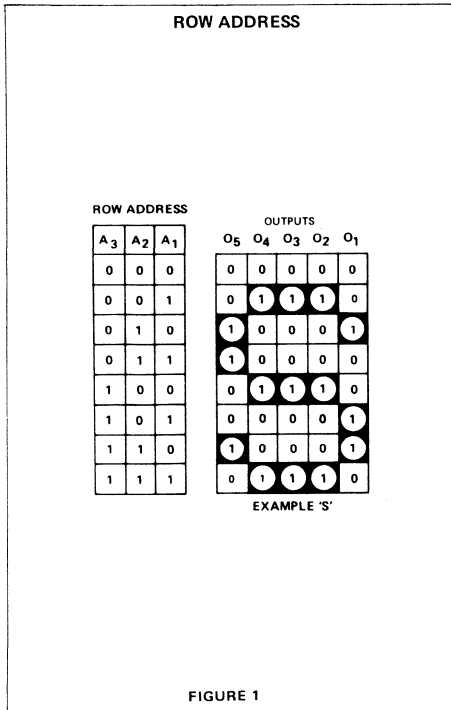 ROW ADDRESS
ROW ADDRESS
OUTPUTS
A3 A2 A1 O5 O4 O3 O2 O1
0 0 0 0 0 0 0 0
0 0 1 0 1 1 1 0
0 1 0 1 0 0 0 1
0 1 1 1 0 0 0 0
1 0 0 0 1 1 1 0
1 0 1 0 0 0 0 1
1 1 0 1 0 0 0 1
1 1 1 0 1 1 1 0
EXAMPLE 'S'
FIGURE 1